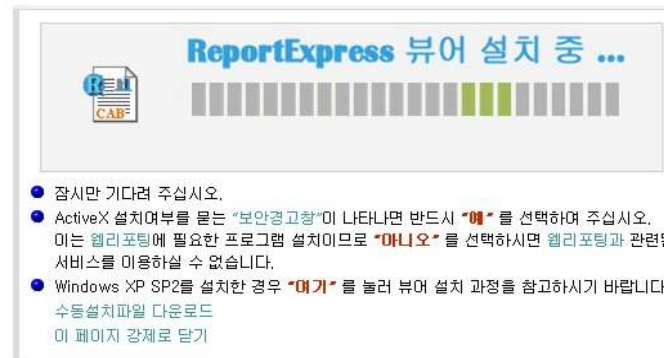 ReportExpress 뷰어 설치 중 ...
R
CAB
잠시만 기다려 주십시오.
ActiveX 설치여부를 묻는 "보안경고창"이 나타나면 반드시 "예" 를 선택하여 주십시오.
이는 웹리포팅에 필요한 프로그램 설치이므로 "아니오" 를 선택하시면 웹리포팅과 관련된
서비스를 이용하실 수 없습니다.
Windows XP SP2를 설치한 경우 "여기" 를 눌러 뷰어 설치 과정을 참고하시기 바랍니다
수동설치파일 다운로드
이 페이지 강제로 닫기